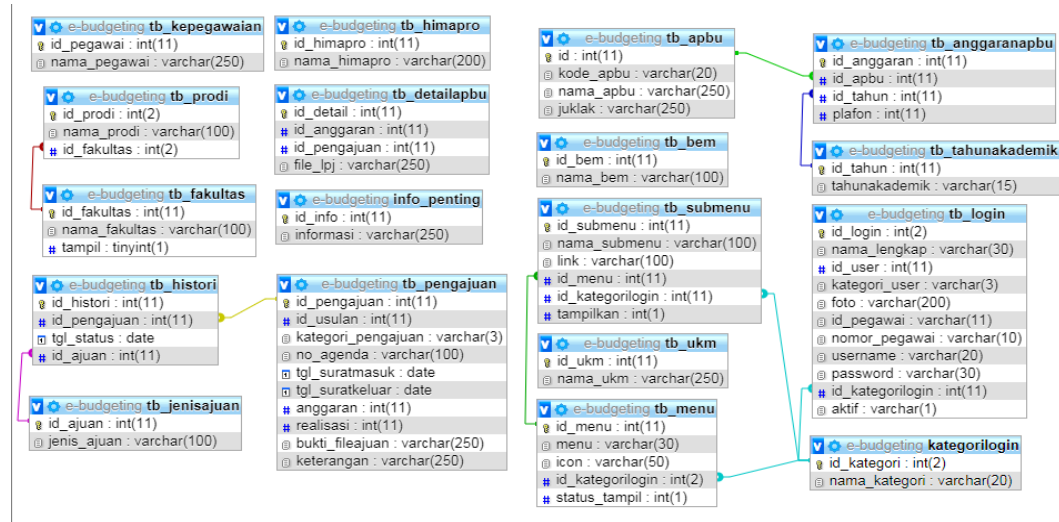 e-budgeting tb_kepegawaian
id_pegawai : int(11)
nama_pegawai : varchar(250)
e-budgeting tb_himapro
id_himapro : int(11)
nama_himapro : varchar(200)
e-budgeting tb_prodi
id_prodi : int(2)
nama_prodi : varchar(100)
id_fakultas : int(2)
e-budgeting tb_detailapbu
id_detail : int(11)
id_anggaran : int(11)
id_pengajuan : int(11)
file_lpj : varchar(250)
e-budgeting tb_fakultas
id_fakultas : int(11)
nama_fakultas : varchar(100)
tampil : tinyint(1)
e-budgeting info_penting
id_info : int(11)
informasi : varchar(250)
e-budgeting tb_histori
id_histori : int(11)
id_pengajuan : int(11)
tgl_status : date
id_ajuan : int(11)
e-budgeting tb_pengajuan
id_pengajuan : int(11)
id_usulan : int(11)
kategori_pengajuan : varchar(3)
no_agenda : varchar(100)
tgl_suratmasuk : date
tgl_suratkeluar : date
anggaran : int(11)
realisasi : int(11)
bukti_fileajuan : varchar(250)
keterangan : varchar(250)
e-budgeting tb_jenisajuan
id_ajuan : int(11)
jenis_ajuan : varchar(100)
e-budgeting tb_apbu
id : int(11)
kode_apbu : varchar(20)
nama_apbu : varchar(250)
juklak : varchar(250)
e-budgeting tb_anggaranapbu
id_anggaran : int(11)
id_apbu : int(11)
id_tahun : int(11)
plafon : int(11)
e-budgeting tb_bem
id_bem : int(11)
nama_bem : varchar(100)
e-budgeting tb_tahunakademik
id_tahun : int(11)
tahunakademik : varchar(15)
e-budgeting tb_submenu
id_submenu : int(11)
nama_submenu : varchar(100)
link : varchar(100)
id_menu : int(11)
id_kategorilogin : int(11)
tampilkan : int(1)
e-budgeting tb_login
id_login : int(2)
nama_lengkap : varchar(30)
id_user : int(11)
kategori_user : varchar(3)
foto : varchar(200)
id_pegawai : varchar(11)
nomor_pegawai : varchar(10)
username : varchar(20)
password : varchar(30)
id_kategorilogin : int(11)
aktif : varchar(1)
e-budgeting tb_ukm
id_ukm : int(11)
nama_ukm : varchar(250)
e-budgeting tb_menu
id_menu : int(11)
menu : varchar(30)
icon : varchar(50)
id_kategorilogin : int(2)
status_tampil : int(1)
e-budgeting kategorilogin
id_kategori : int(2)
nama_kategori : varchar(20)